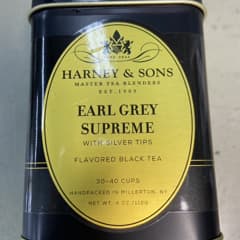 HARNEY & SONS
MASTER TEA BLENDERS
EST. 1983
EARL GREY
SUPREME
WITH SILVER TIPS
FLAVORED BLACK TEA
30-40 CUPS
HANDPACKED IN MILLERTON, NY
NET WT. 4 OZ/112G